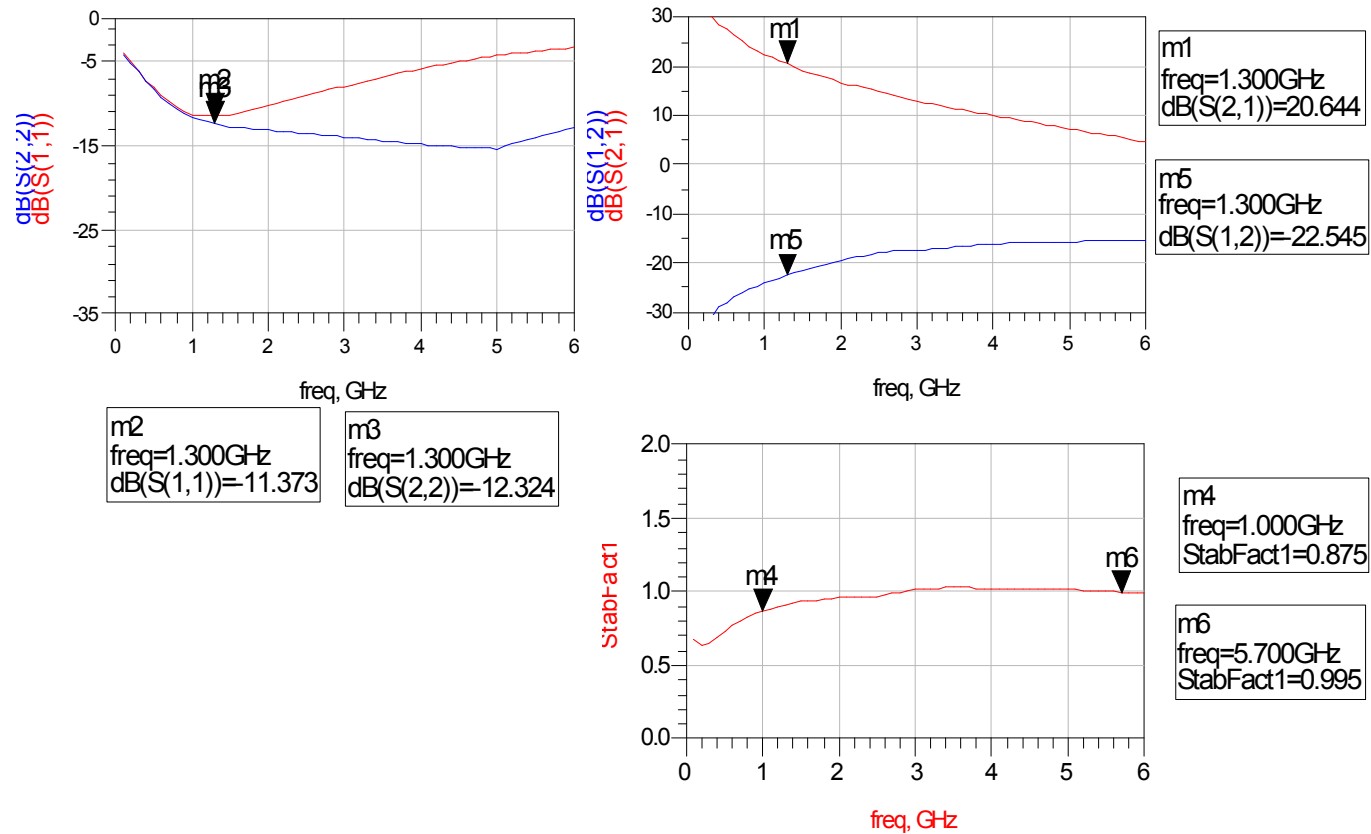 0
-5
-15
-25
-35
0
1
2
3
4
5
6
dB(S(2,2))
dB(S(1,1))
m2
m3
freq, GHz
m2
freq=1.300GHz
dB(S(1,1))=-11.373
m3
freq=1.300GHz
dB(S(2,2))=-12.324
30
20
10
0
-10
-20
-30
0
1
2
3
4
5
6
dB(S(1,2))
dB(S(2,1))
m1
m5
freq, GHz
m1
freq=1.300GHz
dB(S(2,1))=20.644
m5
freq=1.300GHz
dB(S(1,2))=-22.545
2.0
1.5
1.0
0.5
0.0
0
1
2
3
4
5
6
StabFact1
m4
m6
freq, GHz
m4
freq=1.000GHz
StabFact1=0.875
m6
freq=5.700GHz
StabFact1=0.995